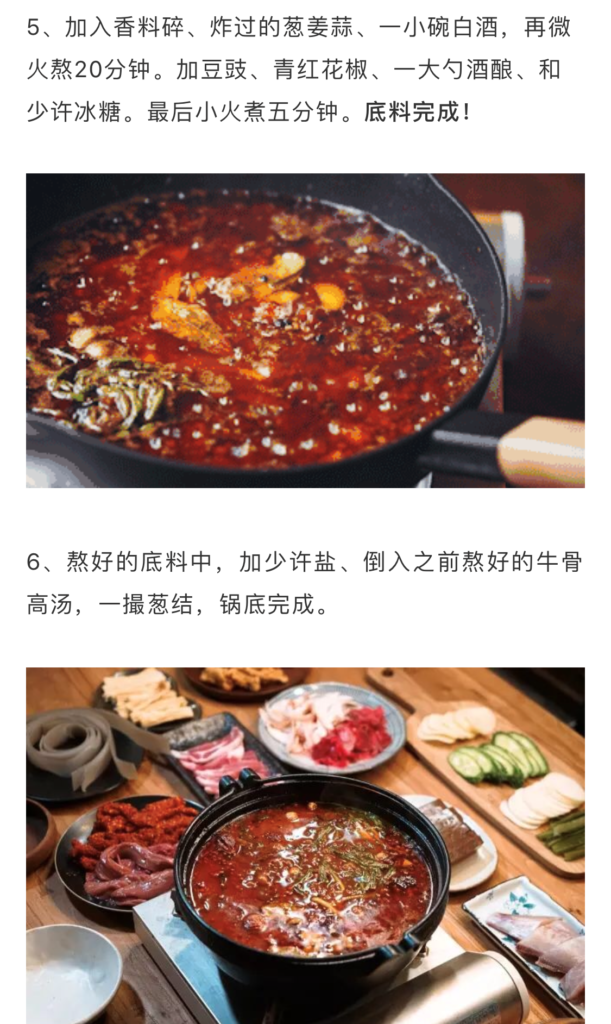 5、加入香料碎、炸过的葱姜蒜、一小碗白酒，再微
火熬20分钟。加豆豉、青红花椒、一大勺酒酿、和
少许冰糖。最后小火煮五分钟。底料完成！
6、熬好的底料中，加少许盐、倒入之前熬好的牛骨
高汤，一撮葱结，锅底完成。